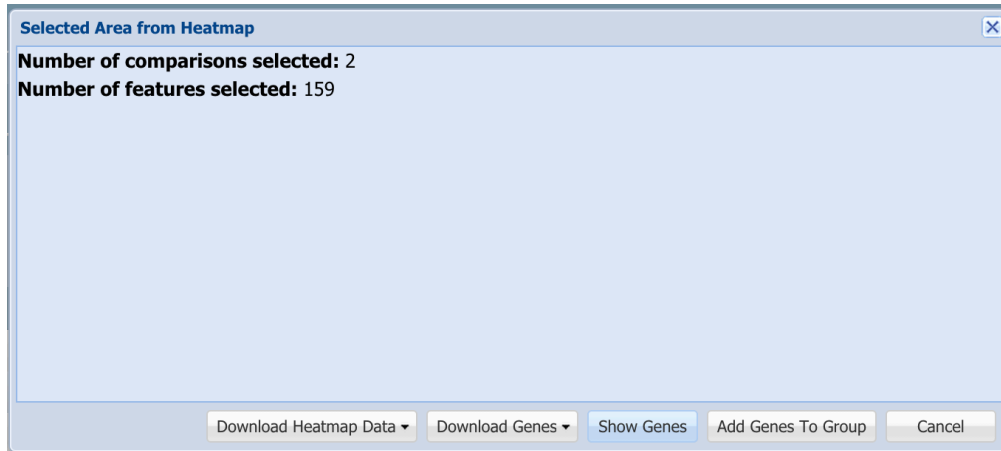 Selected Area from Heatmap
Number of comparisons selected: 2
Number of features selected: 159
Download Heatmap Data Download Genes Show Genes Add Genes To Group Cancel